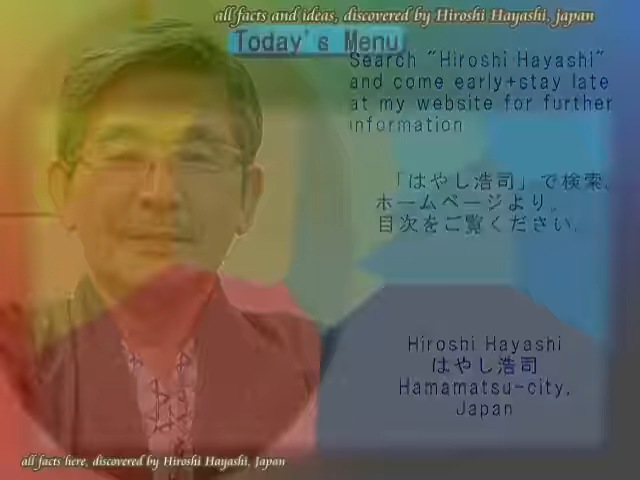 all facts and ideas, discovered by Hiroshi Hayashi, japan
Today's Menu
Search "Hiroshi Hayashi"
and come early+stay late
at my website for further
information
「はやし浩司」で検索、
ホームページより、
目次をご覧ください。
Hiroshi Hayashi
はやし浩司
Hamamatsu-city,
Japan
all facts here, discovered by Hiroshi Hayashi, Japan